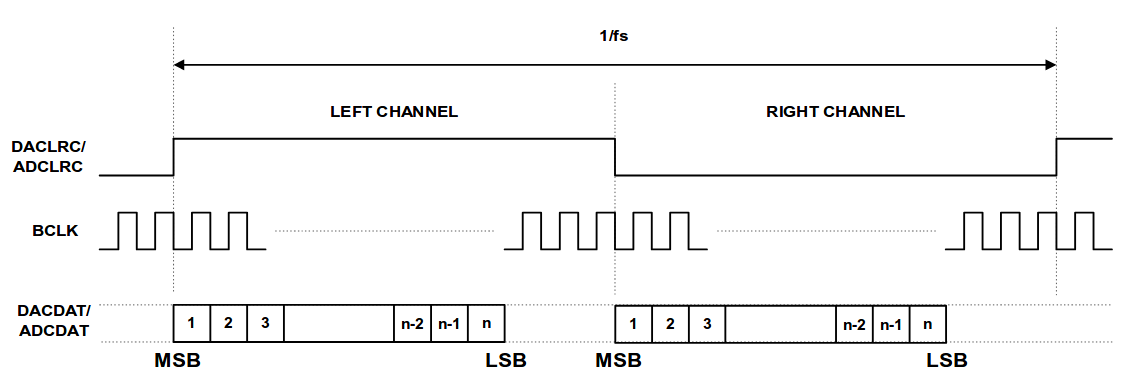 1/fs
LEFT CHANNEL
RIGHT CHANNEL
DACLRC/
ADCLRC
BCLK
DACDAT/
ADCDAT
1 2 3 n-2 n-1 n 1 2 3 n-2 n-1 n
MSB LSB MSB LSB